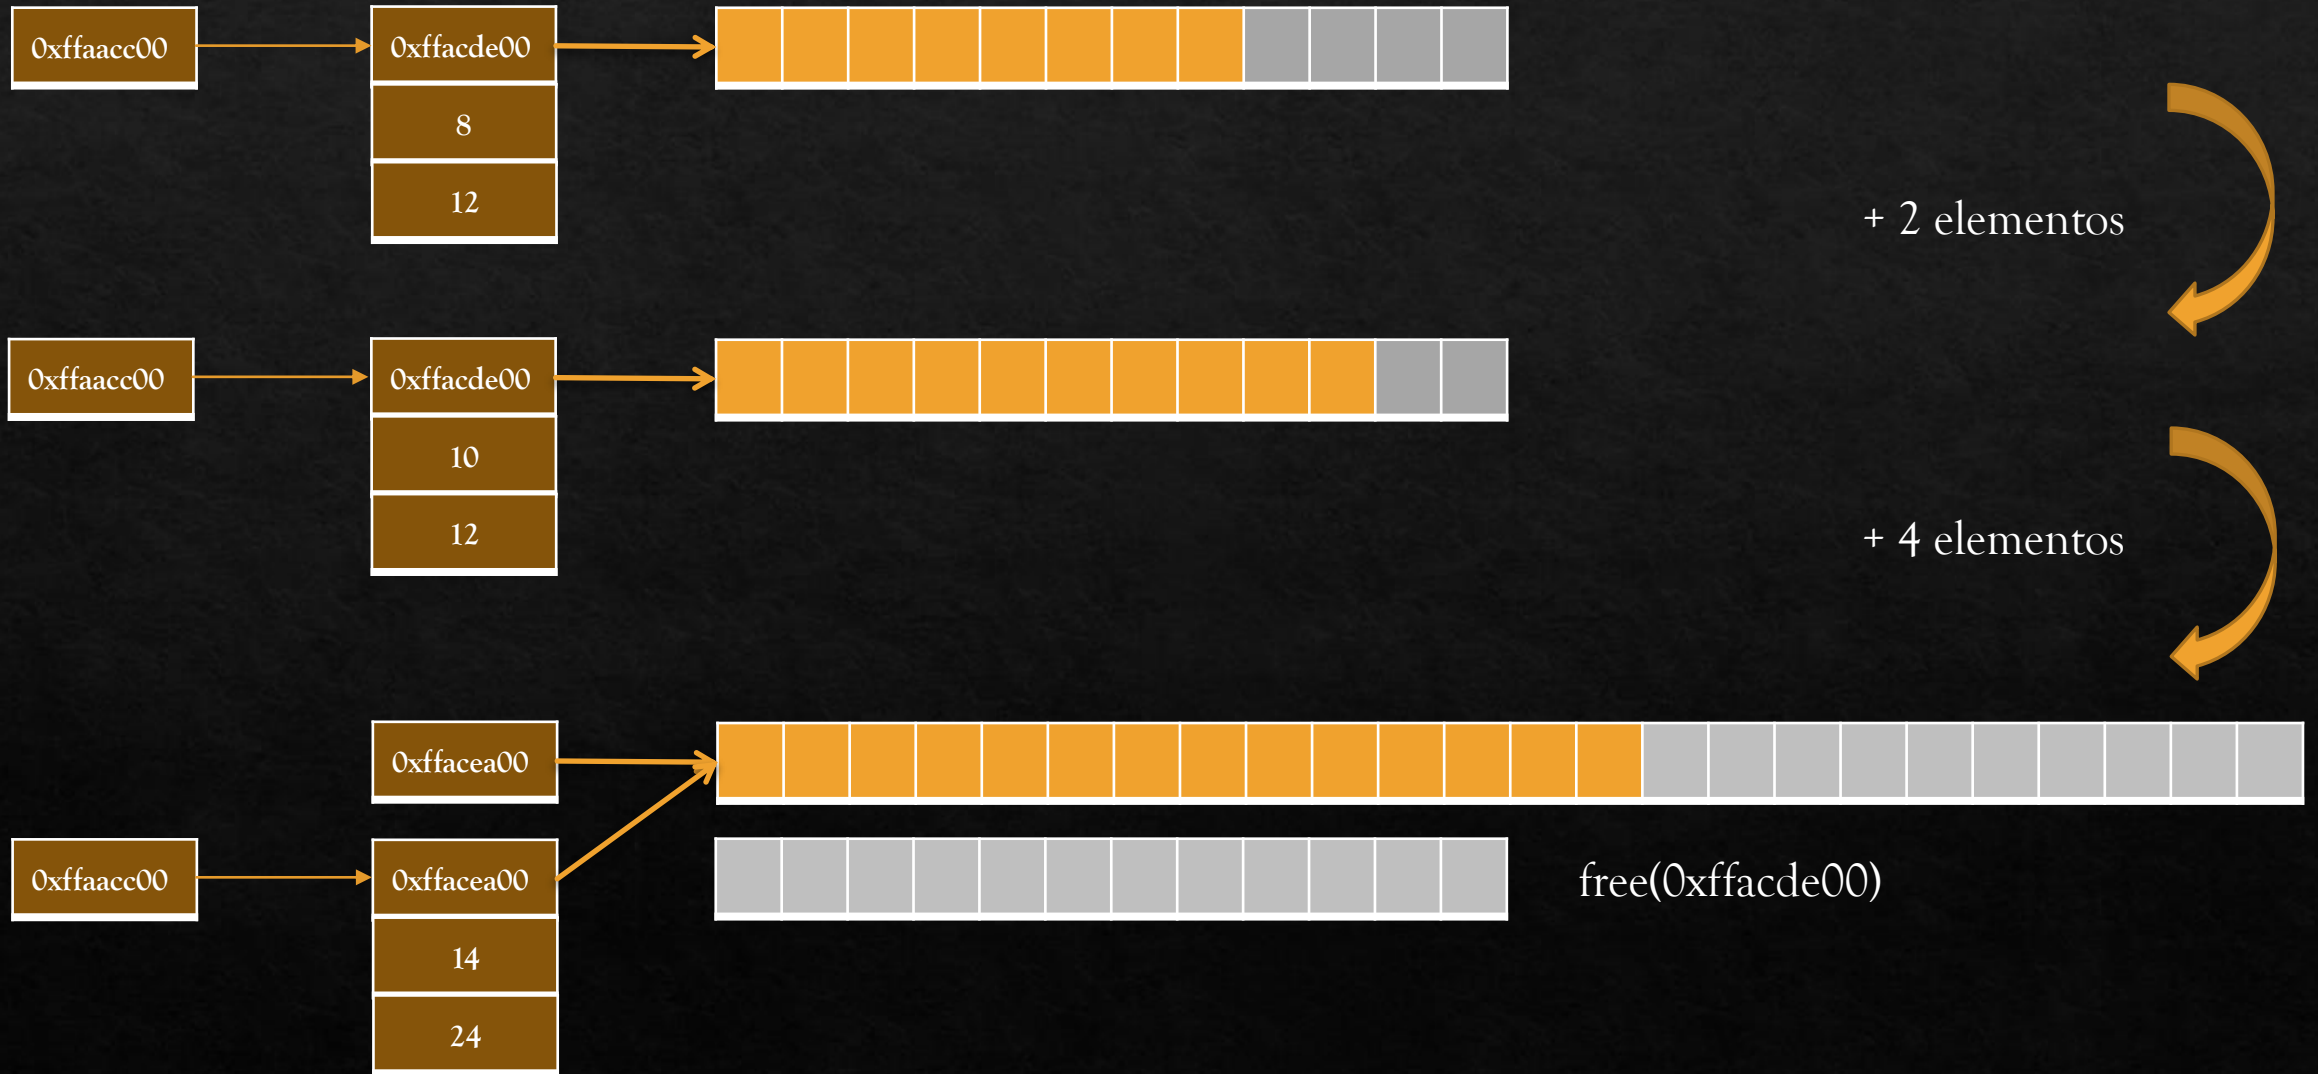 0xffaacc00
0xffacde00
8
12
+ 2 elementos
0xffaacc00
0xffacde00
10
12
+ 4 elementos
0xffacea00
0xffaacc00
0xffacea00
free(0xffacde00)
14
24